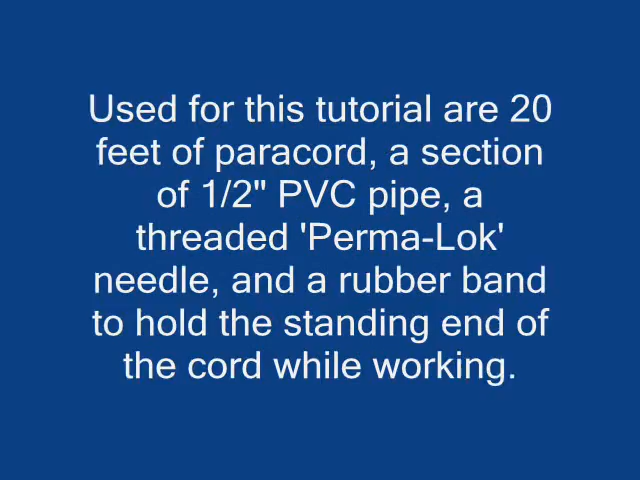 Used for this tutorial are 20
feet of paracord, a section
of 1/2" PVC pipe, a
threaded 'Perma-Lok'
needle, and a rubber band
to hold the standing end of
the cord while working.